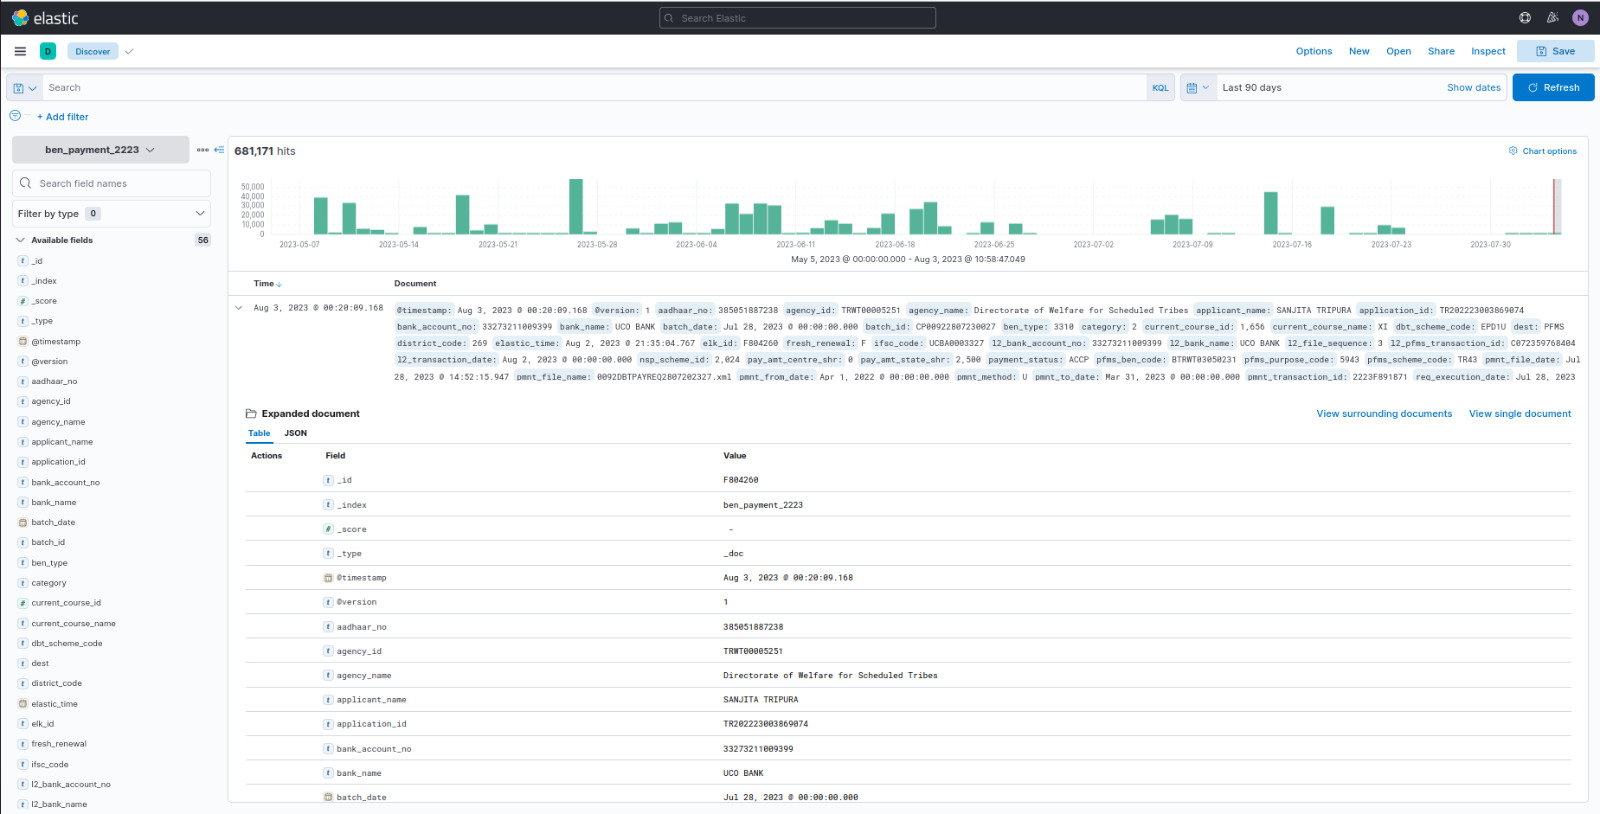 elastic
Search Elastic
N
D Discover
Options New Open Share Inspect Save
Search
KQL
Last 90 days
Show dates
Refresh
+ Add filter
ben_payment_2223
Search field names
Filter by type 0
Available fields 56
t _id
t _index
# _score
t _type
@timestamp
t @version
t aadhaar_no
t agency_id
t agency_name
t applicant_name
t application_id
t bank_account_no
t bank_name
batch_date
t batch_id
t ben_type
t category
# current_course_id
t current_course_name
t dbt_scheme_code
t dest
t district_code
elastic_time
t elk_id
t fresh_renewal
t ifsc_code
t l2_bank_account_no
t l2_bank_name
681,171 hits
Chart options
50,000
40,000
30,000
20,000
10,000
0
2023-05-07 2023-05-14 2023-05-21 2023-05-28 2023-06-04 2023-06-11 2023-06-18 2023-06-25 2023-07-02 2023-07-09 2023-07-16 2023-07-23 2023-07-30
May 5, 2023 @ 00:00:00.000 - Aug 3, 2023 @ 10:58:47.049
Time Document
Aug 3, 2023 @ 00:20:09.168
@timestamp: Aug 3, 2023 @ 00:20:09.168 @version: 1 aadhaar_no: 385051887238 agency_id: TRWT00005251 agency_name: Directorate of Welfare for Scheduled Tribes applicant_name: SANJITA TRIPURA application_id: TR202223003869074
bank_account_no: 33273211009399 bank_name: UCO BANK batch_date: Jul 28, 2023 @ 00:00:00.000 batch_id: CP00922807230027 ben_type: 3310 category: 2 current_course_id: 1,656 current_course_name: XI dbt_scheme_code: EPD1U dest: PFMS
district_code: 269 elastic_time: Aug 2, 2023 @ 21:35:04.767 elk_id: F804260 fresh_renewal: F ifsc_code: UCBA0003327 l2_bank_account_no: 33273211009399 l2_bank_name: UCO BANK l2_file_sequence: 3 l2_pfms_transaction_id: C072359768404
l2_transaction_date: Aug 2, 2023 @ 00:00:00.000 nsp_scheme_id: 2,024 pay_amt_centre_shr: 0 pay_amt_state_shr: 2,500 payment_status: ACCP pfms_ben_code: BTRWT03050231 pfms_purpose_code: 5943 pfms_scheme_code: TR43 pmnt_file_date: Jul
28, 2023 @ 14:52:15.947 pmnt_file_name: 0092DBTPAYREQ2807202327.xml pmnt_from_date: Apr 1, 2022 @ 00:00:00.000 pmnt_method: U pmnt_to_date: Mar 31, 2023 @ 00:00:00.000 pmnt_transaction_id: 2223F891871 req_execution_date: Jul 28, 2023
Expanded document
View surrounding documents View single document
Table JSON
Actions Field Value
t _id F804260
t _index ben_payment_2223
# _score -
t _type _doc
@timestamp Aug 3, 2023 @ 00:20:09.168
t @version 1
t aadhaar_no 385051887238
t agency_id TRWT00005251
t agency_name Directorate of Welfare for Scheduled Tribes
t applicant_name SANJITA TRIPURA
t application_id TR202223003869074
t bank_account_no 33273211009399
t bank_name UCO BANK
batch_date Jul 28, 2023 @ 00:00:00.000